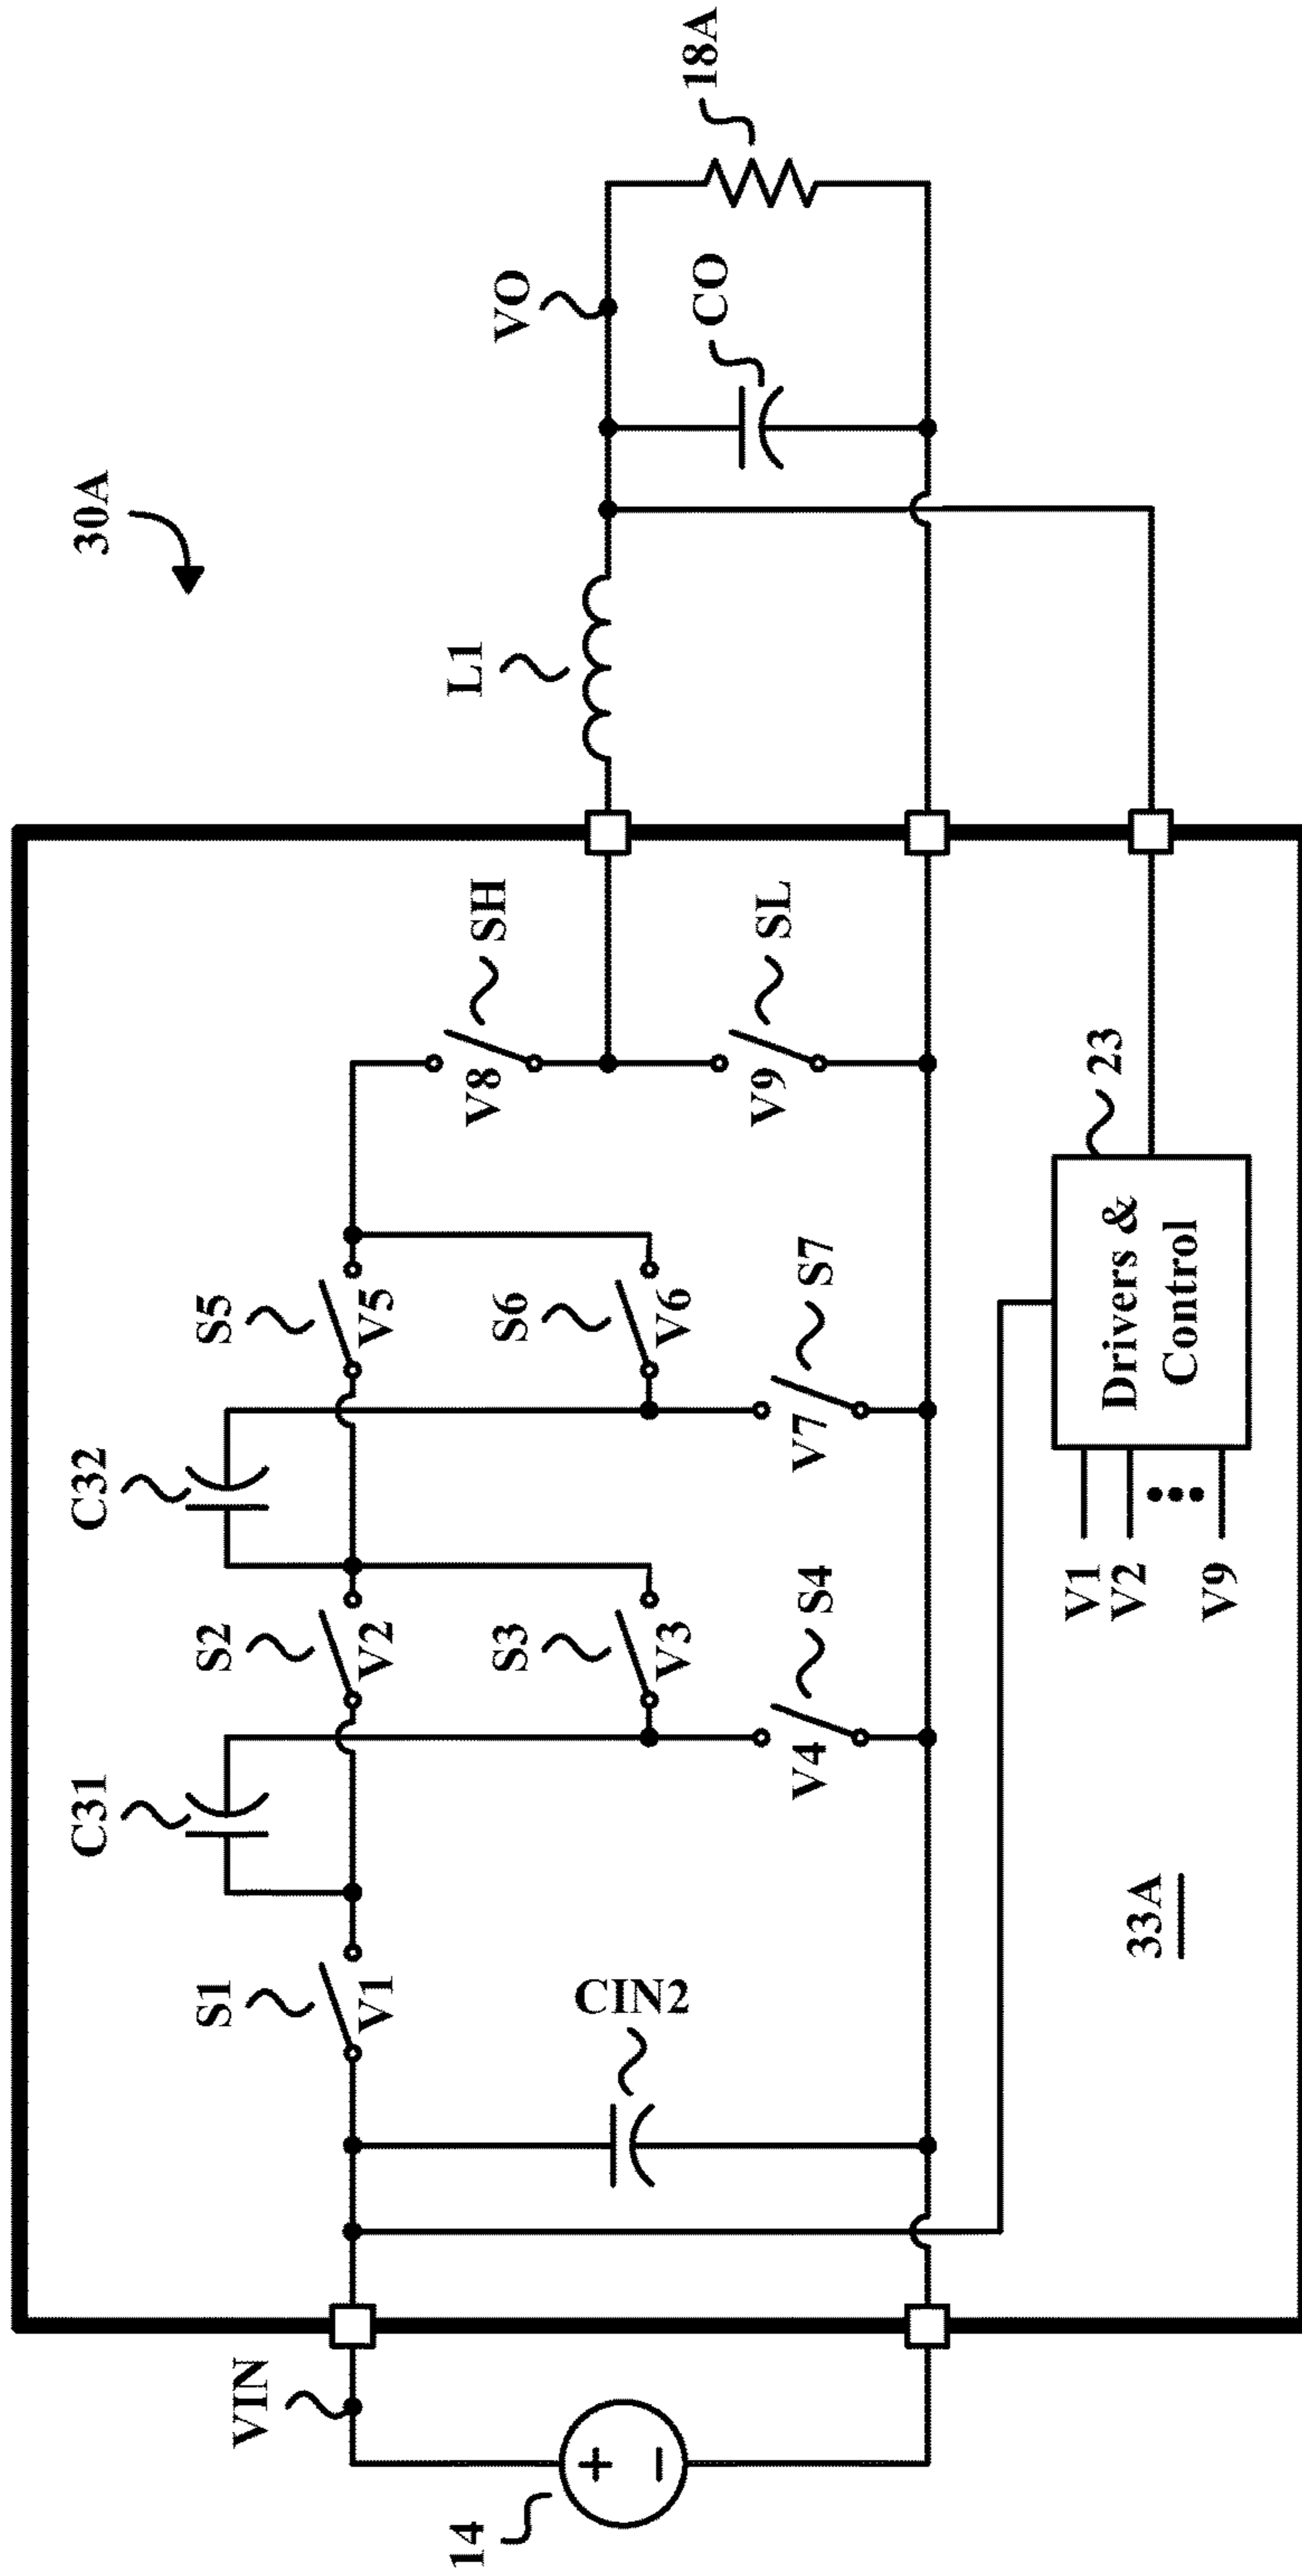 30A
C31
C32
S1
S2
S5
VIN
V1
V2
V5
SH
V8
L1
VO
S3
S6
V3
V6
14
+
−
CIN2
S4
S7
V4
V7
SL
V9
CO
18A
33A
V1
V2
V9
Drivers &
Control
23